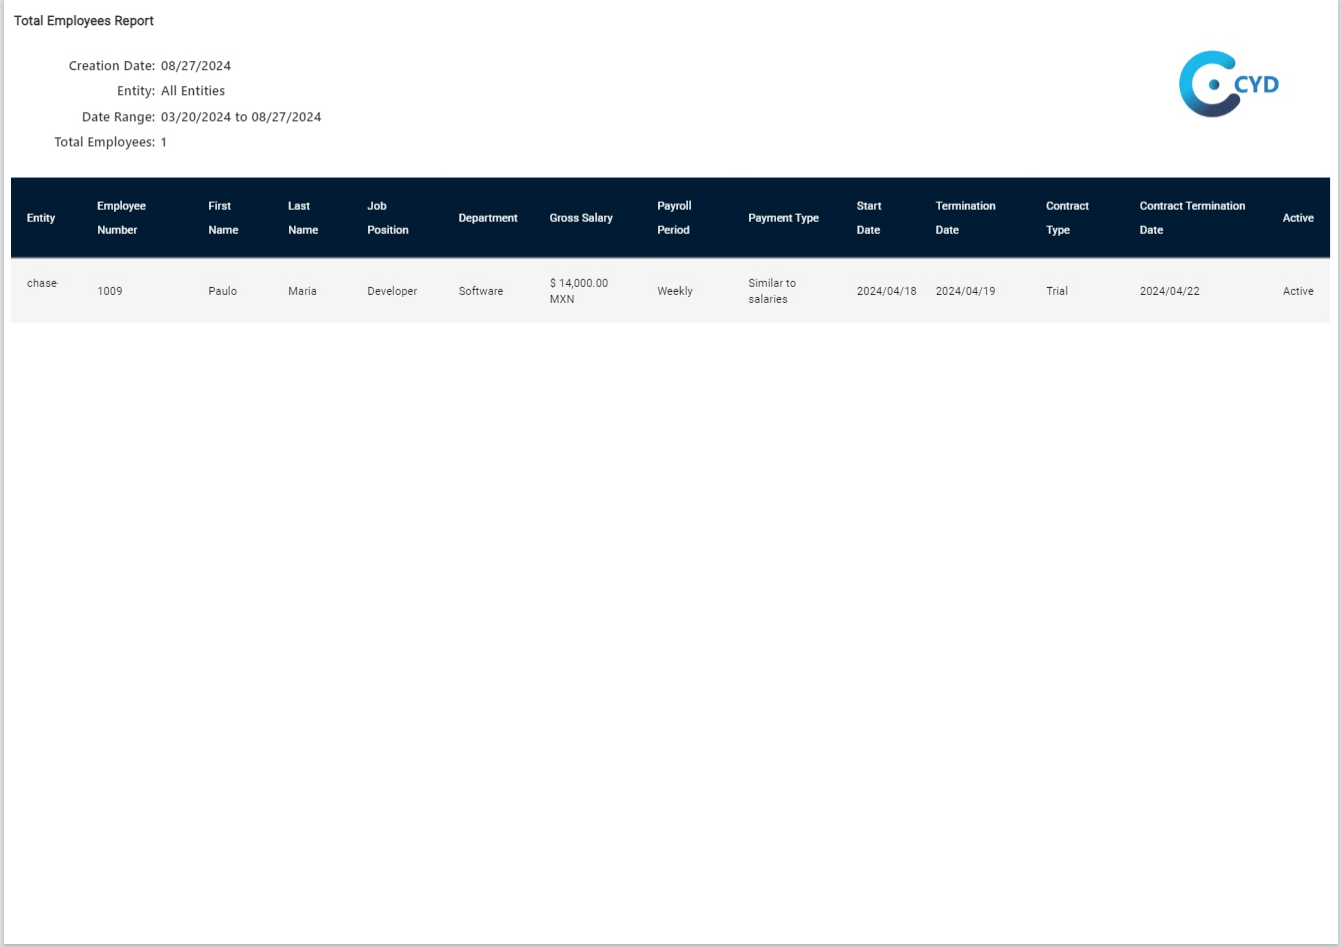 Total Employees Report
Creation Date: 08/27/2024
Entity: All Entities
Date Range: 03/20/2024 to 08/27/2024
Total Employees: 1
CYD
Entity Employee Number First Name Last Name Job Position Department Gross Salary Payroll Period Payment Type Start Date Termination Date Contract Type Contract Termination Date Active
chase 1009 Paulo Maria Developer Software $ 14,000.00 MXN Weekly Similar to salaries 2024/04/18 2024/04/19 Trial 2024/04/22 Active